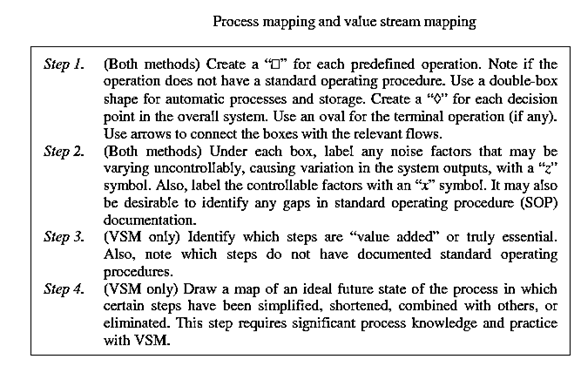 Process mapping and value stream mapping
Step 1. (Both methods) Create a “□” for each predefined operation. Note if the
operation does not have a standard operating procedure. Use a double-box
shape for automatic processes and storage. Create a “◊” for each decision
point in the overall system. Use an oval for the terminal operation (if any).
Use arrows to connect the boxes with the relevant flows.
Step 2. (Both methods) Under each box, label any noise factors that may be
varying uncontrollably, causing variation in the system outputs, with a “z”
symbol. Also, label the controllable factors with an “x” symbol. It may also
be desirable to identify any gaps in standard operating procedure (SOP)
documentation.
Step 3. (VSM only) Identify which steps are “value added” or truly essential.
Also, note which steps do not have documented standard operating
procedures.
Step 4. (VSM only) Draw a map of an ideal future state of the process in which
certain steps have been simplified, shortened, combined with others, or
eliminated. This step requires significant process knowledge and practice
with VSM.